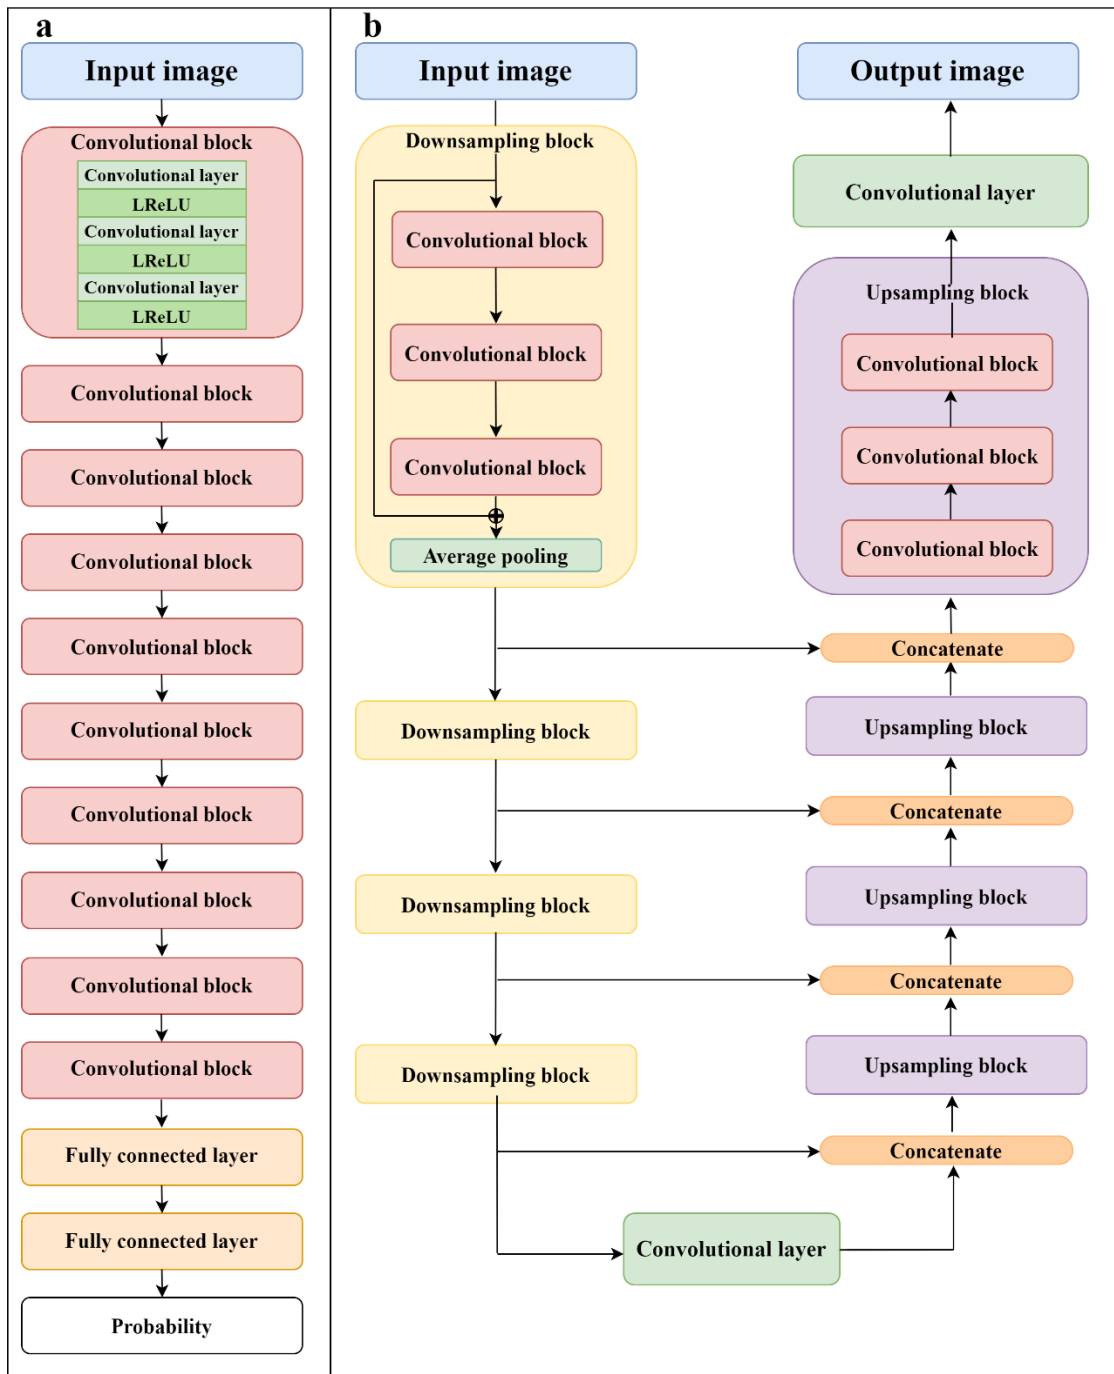 a
Input image
Convolutional block
Convolutional layer
LReLU
Convolutional layer
LReLU
Convolutional layer
LReLU
Convolutional block
Convolutional block
Convolutional block
Convolutional block
Convolutional block
Convolutional block
Convolutional block
Convolutional block
Convolutional block
Fully connected layer
Fully connected layer
Probability
b
Input image
Downsampling block
Convolutional block
Convolutional block
Convolutional block
Average pooling
Downsampling block
Downsampling block
Downsampling block
Convolutional layer
Output image
Convolutional layer
Upsampling block
Convolutional block
Convolutional block
Convolutional block
Concatenate
Upsampling block
Concatenate
Upsampling block
Concatenate
Upsampling block
Concatenate